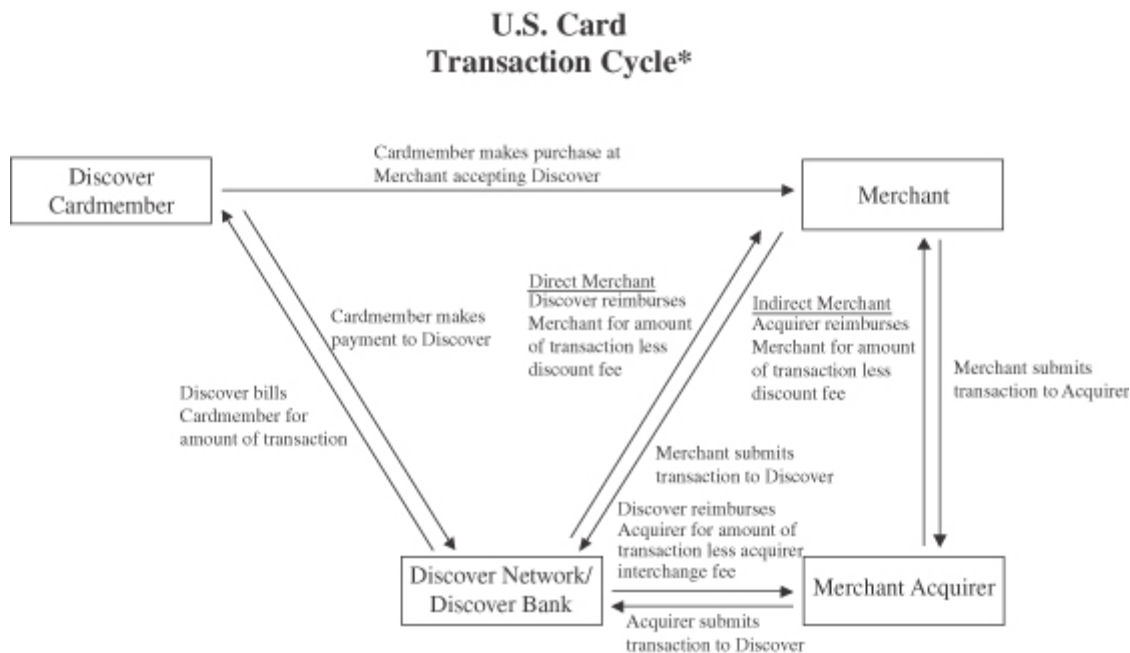 U.S. Card
Transaction Cycle*
Cardmember makes purchase at
Merchant accepting Discover
Discover
Cardmember
Merchant
Direct Merchant
Discover reimburses
Merchant for amount
of transaction less
discount fee
Indirect Merchant
Acquirer reimburses
Merchant for amount
of transaction less
discount fee
Cardmember makes
payment to Discover
Merchant submits
transaction to Acquirer
Discover bills
Cardmember for
amount of transaction
Merchant submits
transaction to Discover
Discover reimburses
Acquirer for amount of
transaction less acquirer
interchange fee
Discover Network/
Discover Bank
Merchant Acquirer
Acquirer submits
transaction to Discover